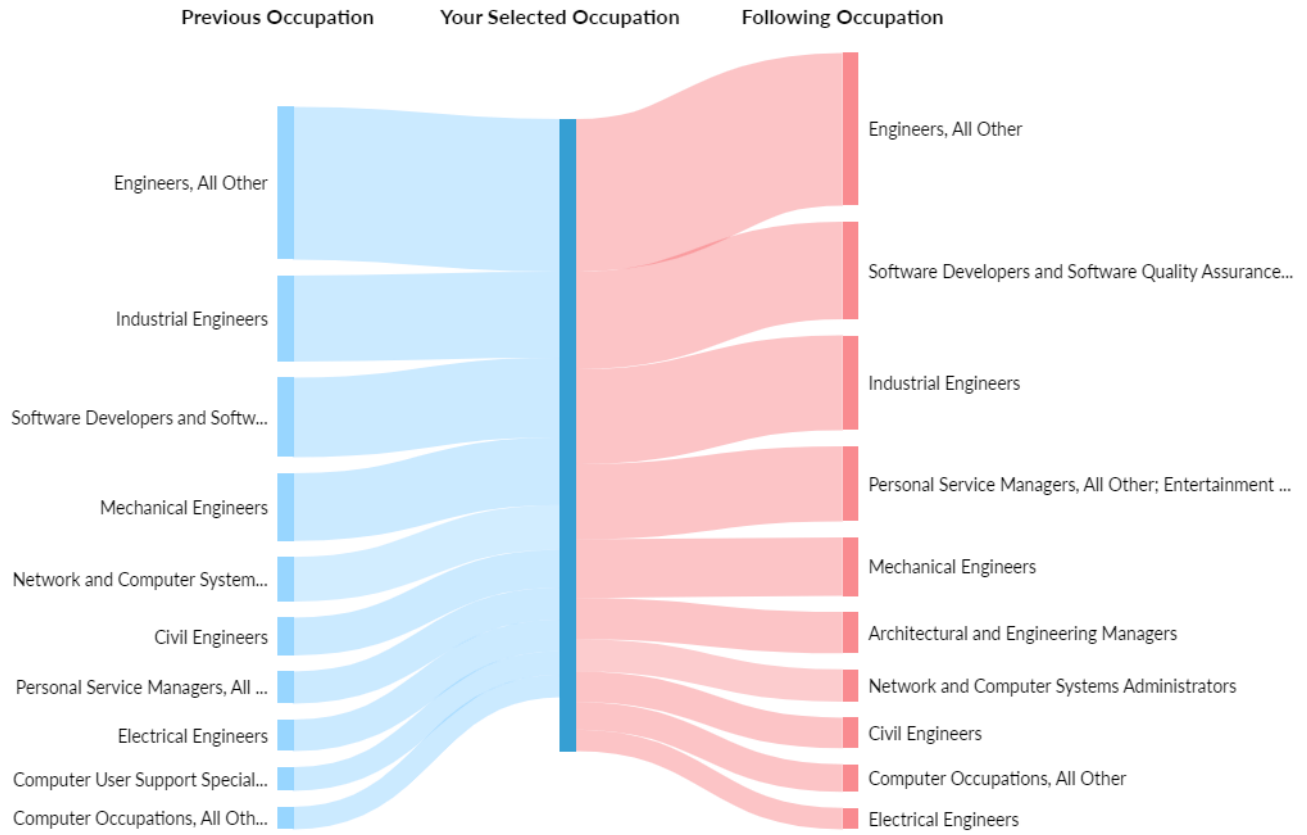 Previous Occupation
Your Selected Occupation
Following Occupation
Engineers, All Other
Industrial Engineers
Software Developers and Softw...
Mechanical Engineers
Network and Computer System...
Civil Engineers
Personal Service Managers, All ...
Electrical Engineers
Computer User Support Special...
Computer Occupations, All Oth...
Engineers, All Other
Software Developers and Software Quality Assurance...
Industrial Engineers
Personal Service Managers, All Other; Entertainment ...
Mechanical Engineers
Architectural and Engineering Managers
Network and Computer Systems Administrators
Civil Engineers
Computer Occupations, All Other
Electrical Engineers